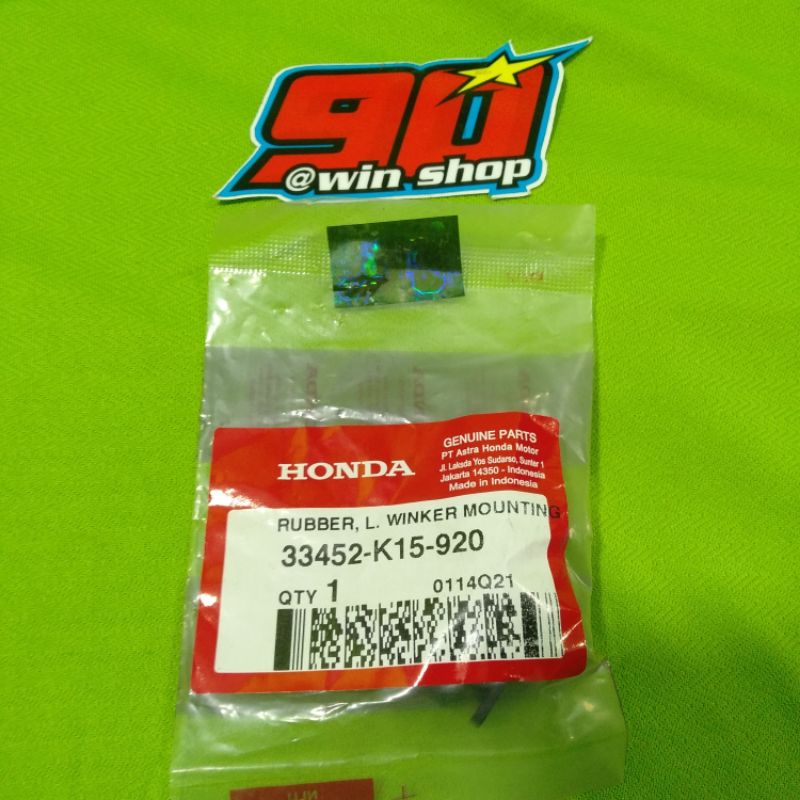 90
@win shop
HONDA
GENUINE PARTS
PT Astra Honda Motor
Jl. Laksda Yos Sudarso, Sunter 1
Jakarta 14350 - Indonesia
Made in Indonesia
RUBBER, L. WINKER MOUNTING
33452-K15-920
QTY 1 0114Q21